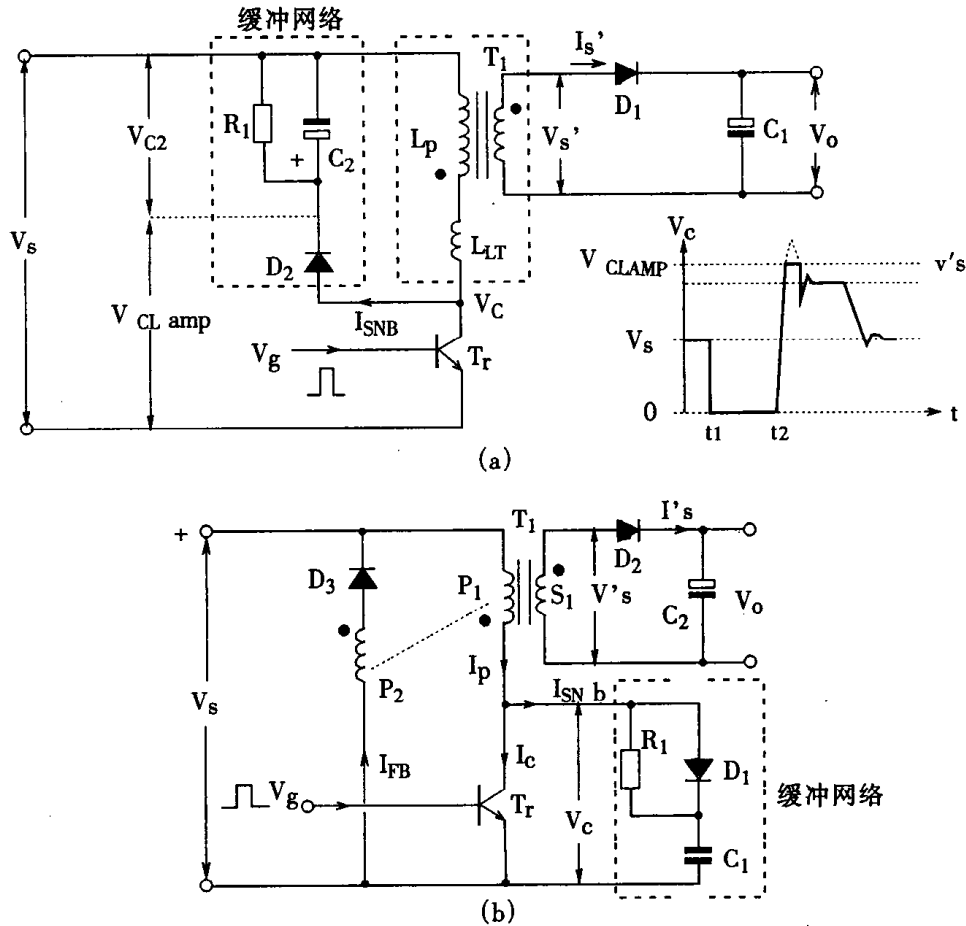 缓冲网络
Is’
T1
D1
R1
VC2
+
C2
Lp
Vs’
C1
Vo
Vs
D2
LLT
V CL amp
ISNB
VC
Vg
Tr
Vc
V CLAMP
v's
Vs
0
t1
t2
t
(a)
+
T1
I's
D2
D3
P1
S1
V's
C2
Vo
P2
Ip
ISN b
Vs
R1
IFB
Ic
D1
Vg
Tr
Vc
缓冲网络
C1
(b)